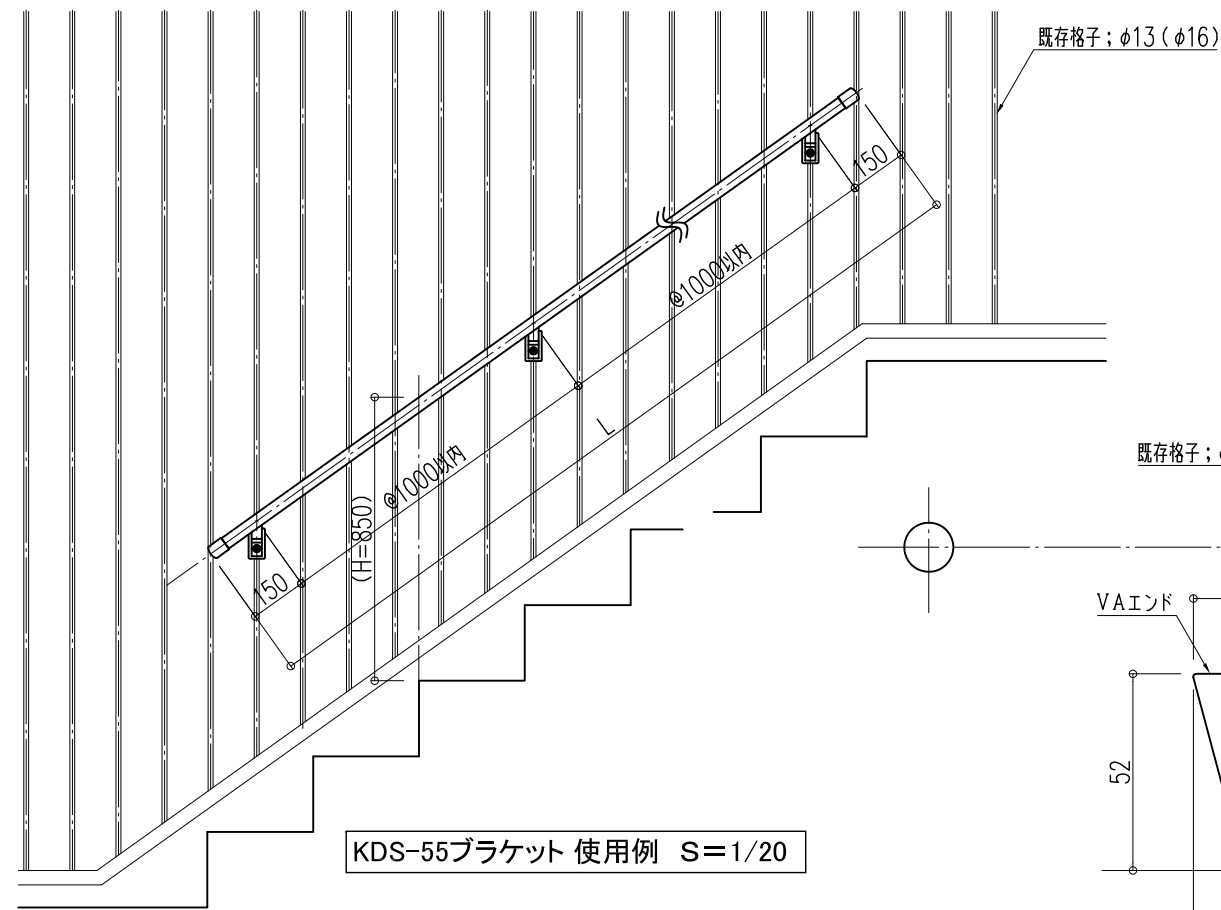 既存格子；φ13（φ16）
150
@1000以内
L
@1000以内
(H=850)
150
既存格子；
VAエンド
52
KDS-55ブラケット 使用例 S＝1/20